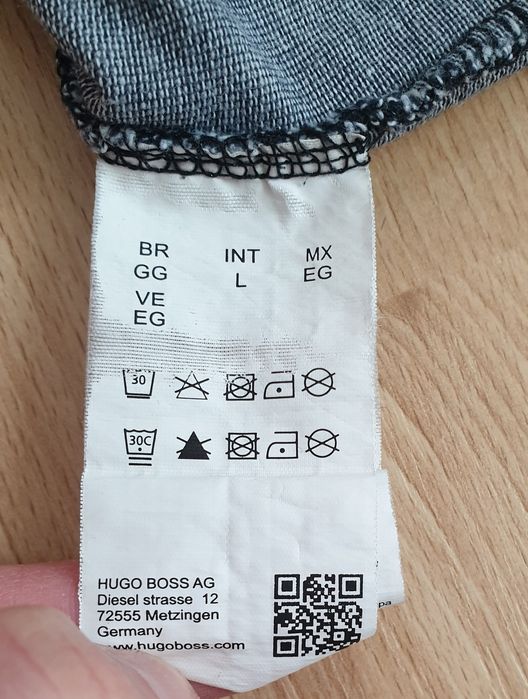 BR INT MX
GG L EG
VE
EG
30
30C
HUGO BOSS AG
Diesel strasse 12
72555 Metzingen
Germany
www.hugoboss.com
pa